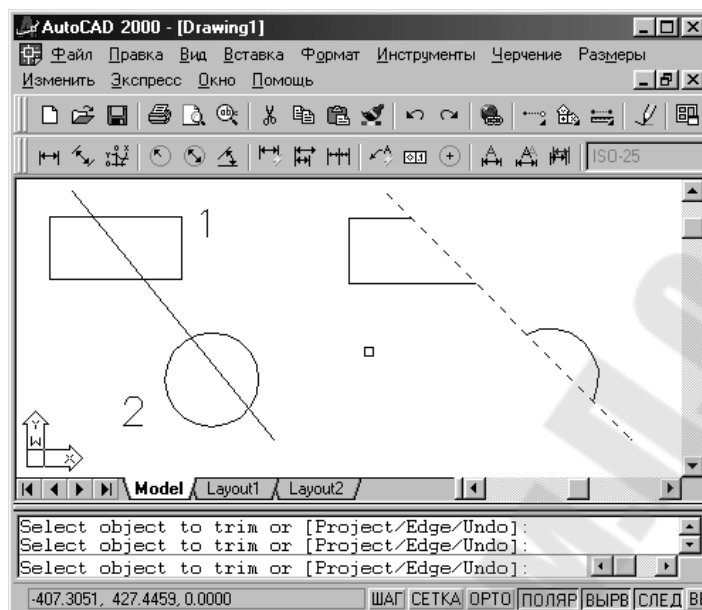 AutoCAD 2000 - [Drawing1]
Файл Правка Вид Вставка Формат Инструменты Черчение Размеры
Изменить Экспресс Окно Помощь
ISO-25
1
2
Y
W
X
Model Layout1 Layout2
Select object to trim or [Project/Edge/Undo]:
Select object to trim or [Project/Edge/Undo]:
Select object to trim or [Project/Edge/Undo]:
-407.3051, 427.4459, 0.0000 ШАГ СЕТКА ОРТО ПОЛЯР ВЫРВ СЛЕД